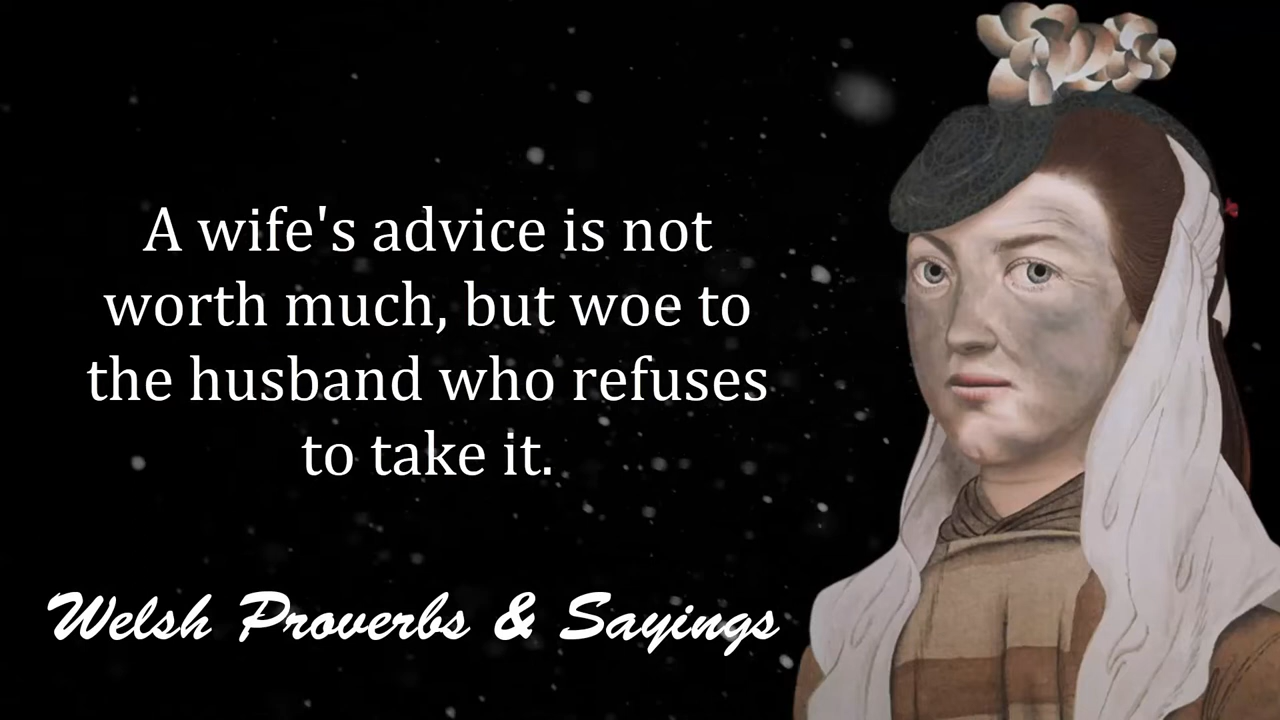 A wife's advice is not
worth much, but woe to
the husband who refuses
to take it.
Welsh Proverbs & Sayings